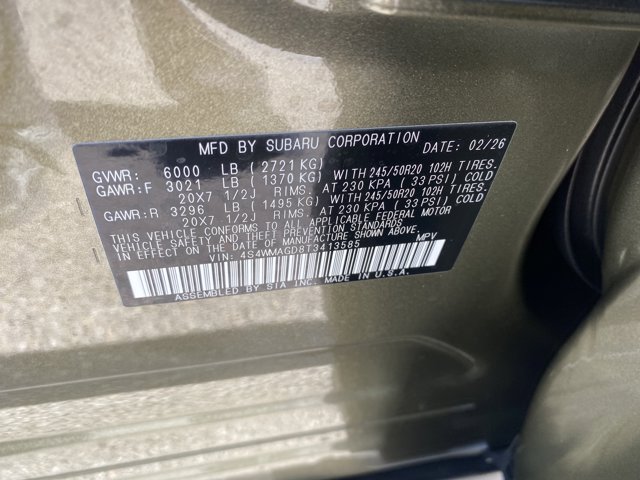 MFD BY SUBARU CORPORATION DATE: 02/26
GVWR: 6000 LB ( 2721 KG)
GAWR:F 3021 LB ( 1370 KG) WITH 245/50R20 102H TIRES.
20X7 1/2J RIMS. AT 230 KPA ( 33 PSI) COLD
GAWR:R 3296 LB ( 1495 KG) WITH 245/50R20 102H TIRES.
20X7 1/2J RIMS. AT 230 KPA ( 33 PSI) COLD
THIS VEHICLE CONFORMS TO ALL APPLICABLE FEDERAL MOTOR
VEHICLE SAFETY AND THEFT PREVENTION STANDARDS
IN EFFECT ON THE DATE OF MANUFACTURE SHOWN ABOVE.
VIN: 4S4WMAGD8T3413585 MPV
ASSEMBLED BY SIA INC. MADE IN U.S.A.